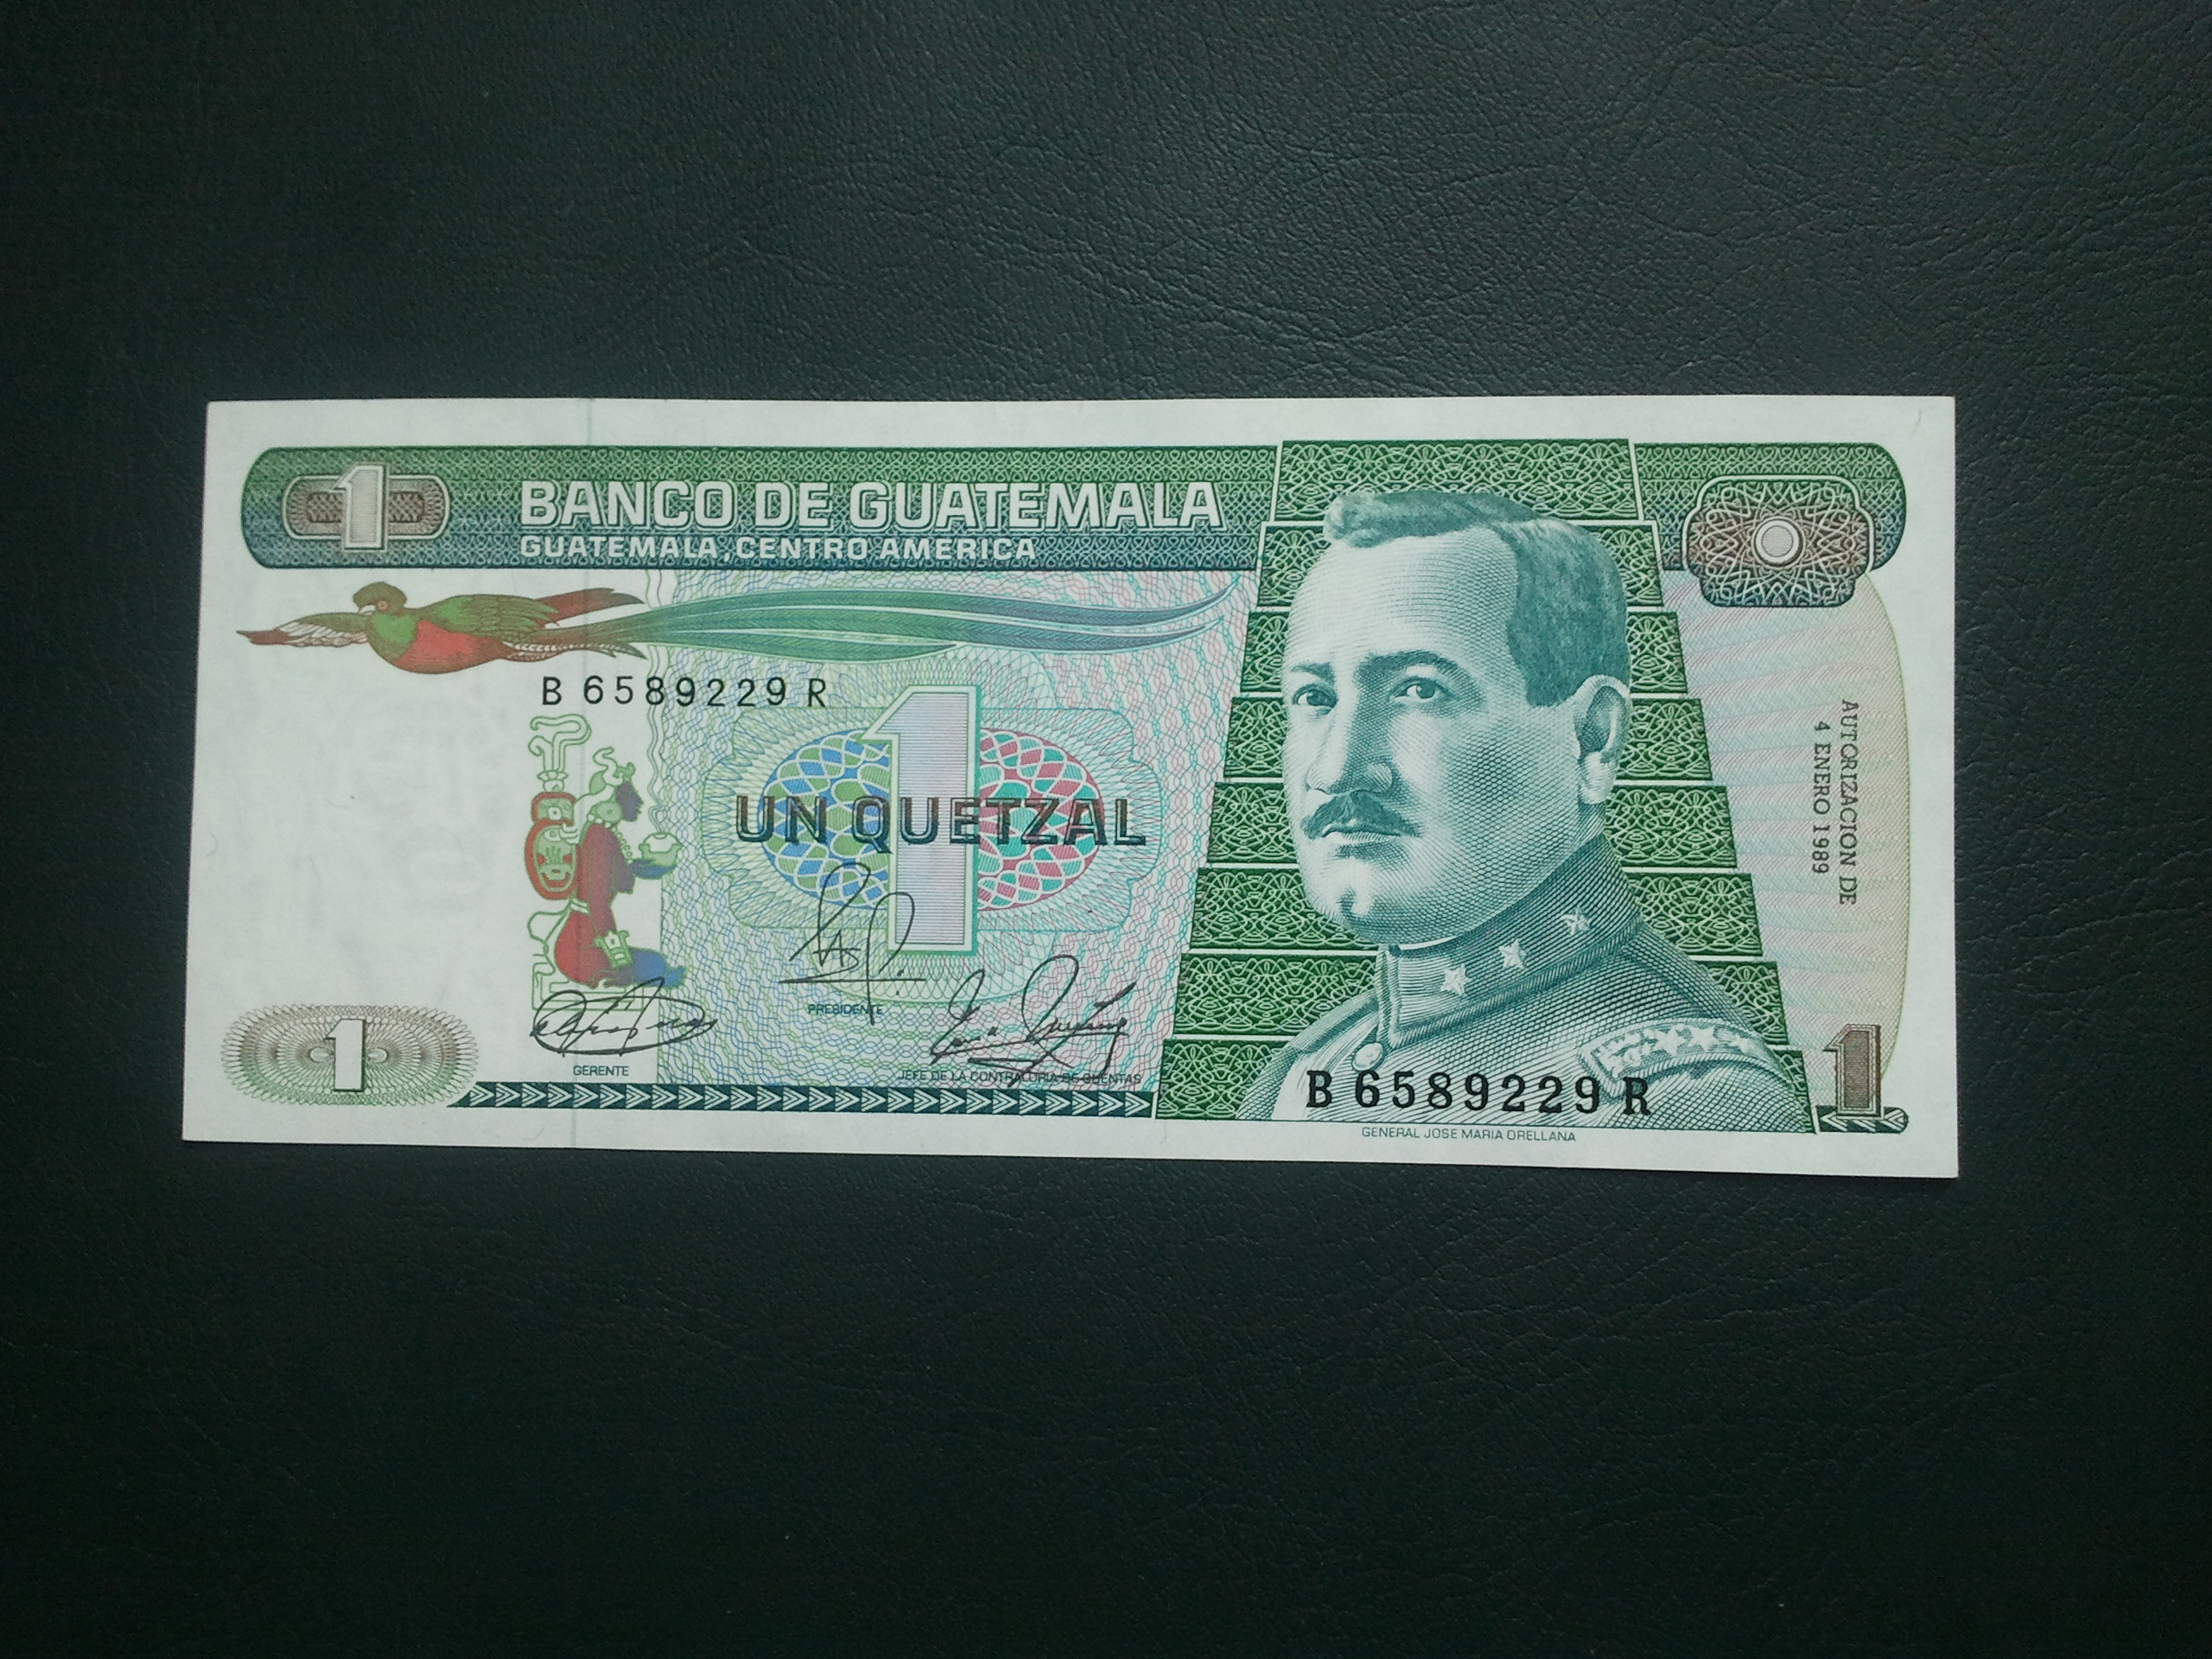 1
BANCO DE GUATEMALA
GUATEMALA, CENTRO AMERICA
B 6589229 R
1
UN QUETZAL
AUTORIZACION DE
4 ENERO 1989
PRESIDENTE
GERENTE
JEFE DE LA CONTRALORIA DE CUENTAS
1
B 6589229 R
1
GENERAL JOSE MARIA ORELLANA